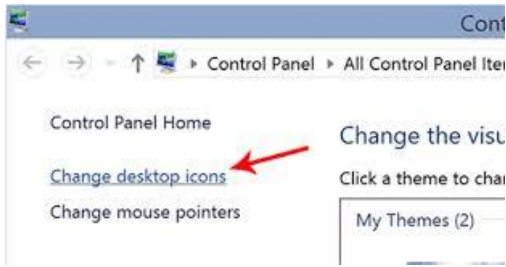 Cont
Control Panel All Control Panel Ite
Control Panel Home
Change the visu
Change desktop icons
Click a theme to cha
Change mouse pointers
My Themes (2)